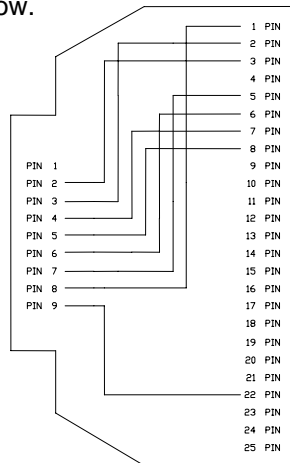 ow.
1 PIN
2 PIN
3 PIN
4 PIN
5 PIN
6 PIN
7 PIN
8 PIN
9 PIN
10 PIN
11 PIN
12 PIN
13 PIN
14 PIN
15 PIN
16 PIN
17 PIN
18 PIN
19 PIN
20 PIN
21 PIN
22 PIN
23 PIN
24 PIN
25 PIN
PIN 1
PIN 2
PIN 3
PIN 4
PIN 5
PIN 6
PIN 7
PIN 8
PIN 9